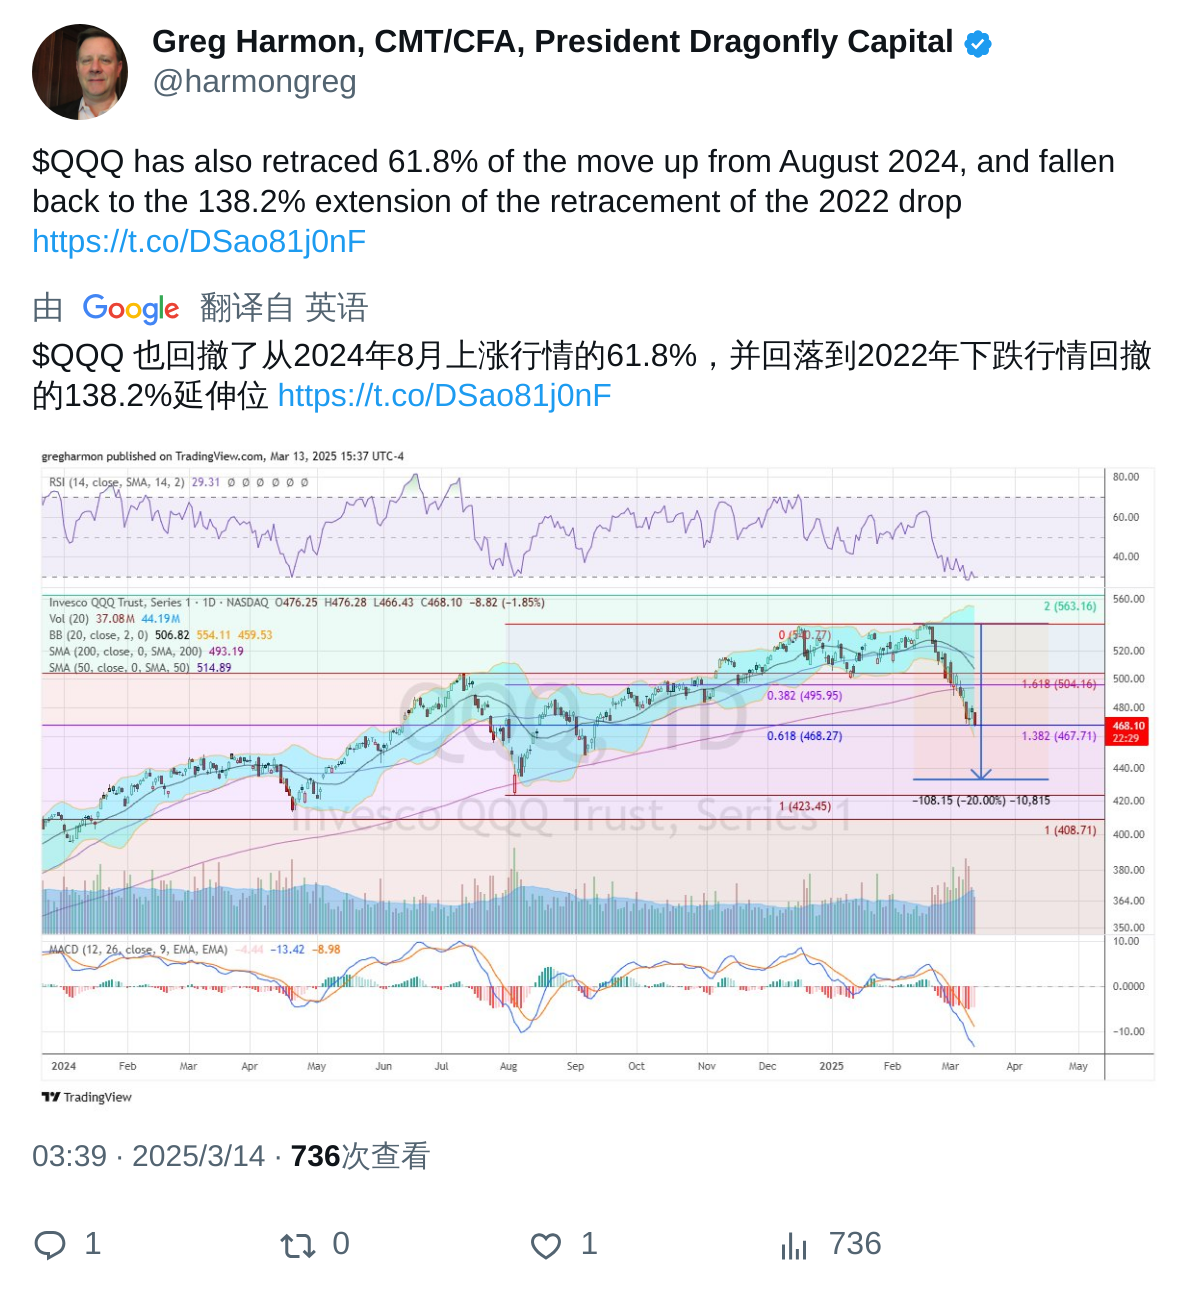 Greg Harmon, CMT/CFA, President Dragonfly Capital
@harmongreg
$QQQ has also retraced 61.8% of the move up from August 2024, and fallen
back to the 138.2% extension of the retracement of the 2022 drop
https://t.co/DSao81j0nF
由 Google 翻译自 英语
$QQQ 也回撤了从2024年8月上涨行情的61.8%，并回落到2022年下跌行情回撤
的138.2%延伸位 https://t.co/DSao81j0nF
gregharmon published on TradingView.com, Mar 13, 2025 15:37 UTC-4
RSI (14, close, SMA, 14, 2) 29.31 Ø Ø Ø Ø Ø Ø
80.00
60.00
40.00
Invesco QQQ Trust, Series 1 · 1D · NASDAQ O476.25 H476.28 L466.43 C468.10 −8.82 (−1.85%)
Vol (20) 37.08M 44.19M
BB (20, close, 2, 0) 506.82 554.11 459.53
SMA (200, close, 0, SMA, 200) 493.19
SMA (50, close, 0, SMA, 50) 514.89
2 (563.16)
560.00
0 (540.77)
520.00
500.00
1.618 (504.16)
0.382 (495.95)
480.00
QQQ, 1D
468.10
22:29
0.618 (468.27)
1.382 (467.71)
440.00
−108.15 (−20.00%) −10,815
420.00
1 (423.45)
Invesco QQQ Trust, Series 1
1 (408.71)
400.00
380.00
364.00
350.00
MACD (12, 26, close, 9, EMA, EMA) −4.44 −13.42 −8.98
10.00
0.0000
−10.00
2024 Feb Mar Apr May Jun Jul Aug Sep Oct Nov Dec 2025 Feb Mar Apr May
TradingView
03:39 · 2025/3/14 · 736次查看
1 0 1 736